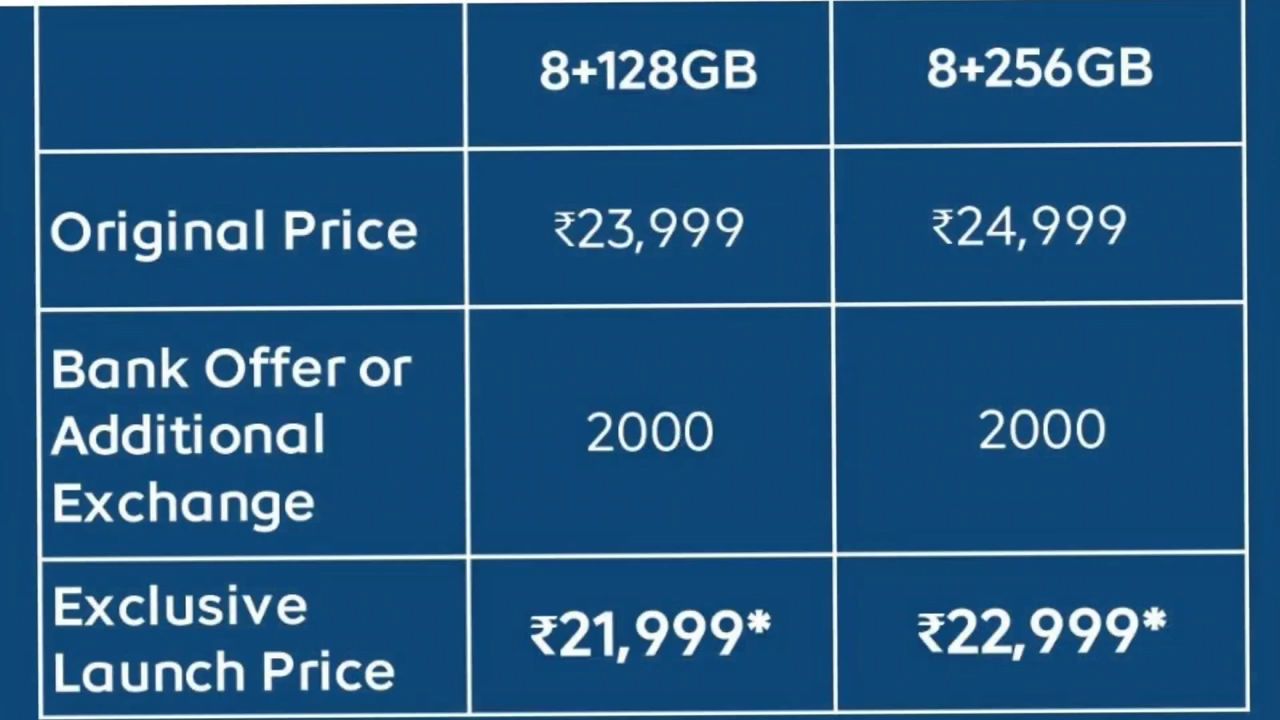 8+128GB 8+256GB
Original Price ₹23,999 ₹24,999
Bank Offer or
Additional 2000 2000
Exchange
Exclusive
Launch Price ₹21,999* ₹22,999*